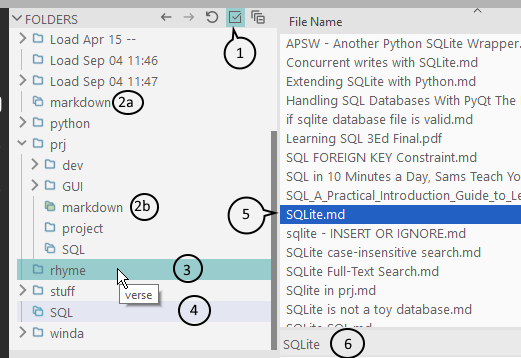 FOLDERS
1
Load Apr 15 --
Load Sep 04 11:46
Load Sep 04 11:47
markdown 2a
python
prj
dev
GUI
markdown 2b
project
SQL
rhyme 3
verse
stuff
SQL 4
winda
File Name
APSW - Another Python SQLite Wrapper.
Concurrent writes with SQLite.md
Extending SQLite with Python.md
Handling SQL Databases With PyQt The
if sqlite database file is valid.md
Learning SQL 3Ed Final.pdf
SQL FOREIGN KEY Constraint.md
SQL in 10 Minutes a Day, Sams Teach Yo
SQL_A_Practical_Introduction_Guide_to_Le
5 SQLite.md
sqlite - INSERT OR IGNORE.md
SQLite case-insensitive search.md
SQLite Full-Text Search.md
sqlite in prj.md
SQLite is not a toy database.md
SQLite SQL.md
SQLite 6